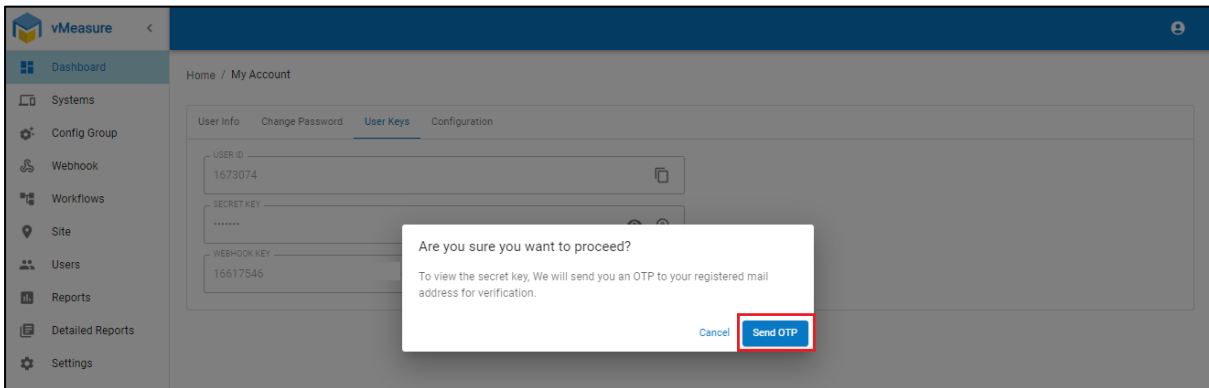 vMeasure
Dashboard
Systems
Config Group
Webhook
Workflows
Site
Users
Reports
Detailed Reports
Settings
Home / My Account
User Info Change Password User Keys Configuration
USER ID
1673074
SECRET KEY
·······
WEBHOOK KEY
16617546
Are you sure you want to proceed?
To view the secret key, We will send you an OTP to your registered mail
address for verification.
Cancel Send OTP